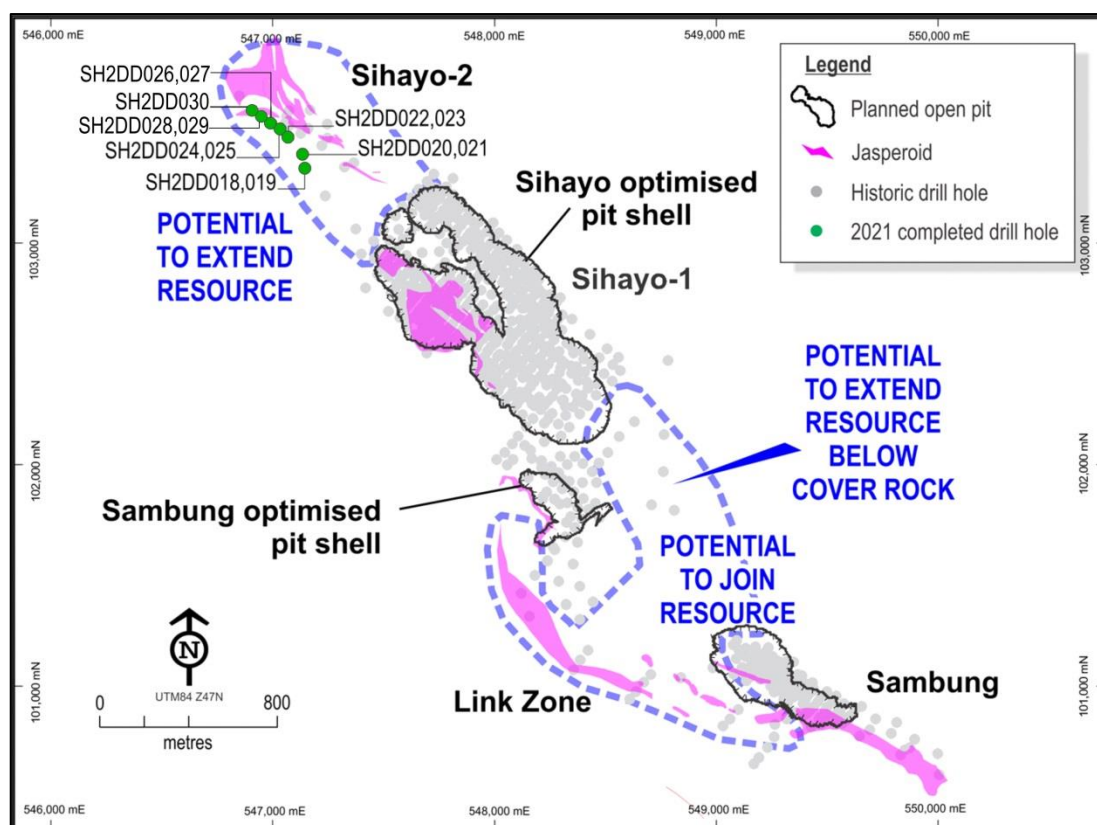 546,000 mE
547,000 mE
548,000 mE
549,000 mE
550,000 mE
SH2DD026,027
SH2DD030
SH2DD028,029
SH2DD024,025
SH2DD018,019
SH2DD022,023
SH2DD020,021
Sihayo-2
Legend
Planned open pit
Jasperoid
Historic drill hole
2021 completed drill hole
POTENTIAL
TO EXTEND
RESOURCE
Sihayo optimised
pit shell
Sihayo-1
103,000 mN
103,000 mN
POTENTIAL
TO EXTEND
RESOURCE
BELOW
COVER ROCK
102,000 mN
102,000 mN
Sambung optimised
pit shell
POTENTIAL
TO JOIN
RESOURCE
N
UTM84 Z47N
0
800
metres
Link Zone
Sambung
101,000 mN
101,000 mN
546,000 mE
547,000 mE
548,000 mE
549,000 mE
550,000 mE